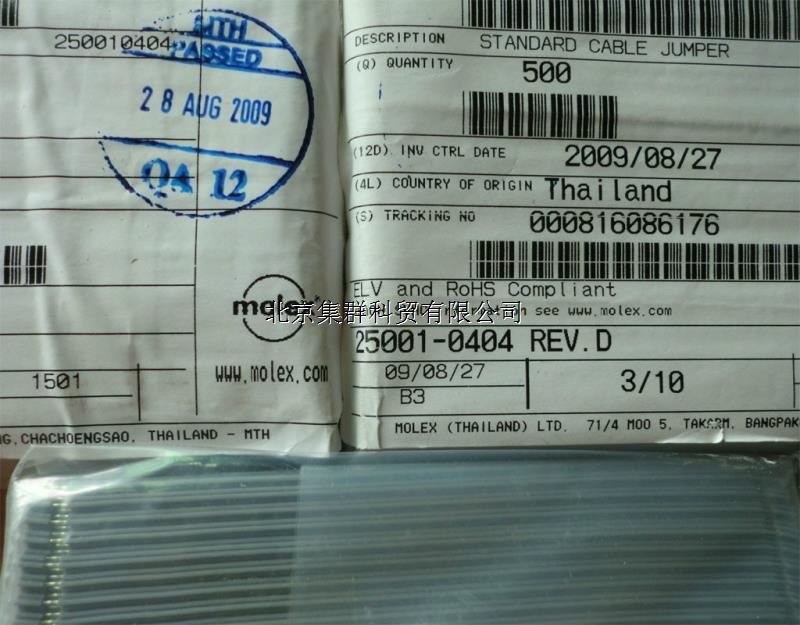 250010404
MTH
PASSED
28 AUG 2009
QA 12
molex
www.molex.com
1501
CHACHOENGSAO, THAILAND - MTH
DESCRIPTION STANDARD CABLE JUMPER
(Q) QUANTITY 500
(12D) INV CTRL DATE 2009/08/27
(4L) COUNTRY OF ORIGIN Thailand
(S) TRACKING NO 000816086176
ELV and RoHS Compliant
see www.molex.com
北京集群科贸有限公司
25001-0404 REV.D
09/08/27
B3
3/10
MOLEX (THAILAND) LTD. 71/4 MOO 5, TAKARM, BANGPAK